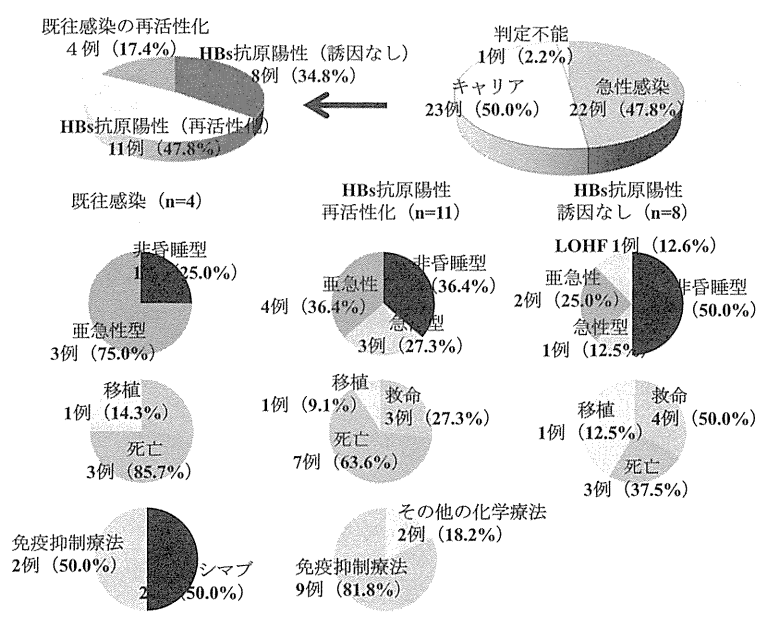 既往感染の再活性化
4例（17.4%）
HBs抗原陽性（誘因なし）
8例（34.8%）
HBs抗原陽性（再活性化）
11例（47.8%）
判定不能
1例（2.2%）
キャリア
23例（50.0%）
急性感染
22例（47.8%）
既往感染（n=4）
HBs抗原陽性
再活性化（n=11）
HBs抗原陽性
誘因なし（n=8）
非昏睡型
（25.0%）
亜急性型
3例（75.0%）
非昏睡型
（36.4%）
亜急性
4例（36.4%）
急性型
3例（27.3%）
LOHF 1例（12.6%）
亜急性
2例（25.0%）
非昏睡型
（50.0%）
急性型
1例（12.5%）
移植
1例（14.3%）
死亡
3例（85.7%）
移植
1例（9.1%）
救命
3例（27.3%）
死亡
7例（63.6%）
移植
1例（12.5%）
救命
4例（50.0%）
死亡
3例（37.5%）
免疫抑制療法
2例（50.0%）
シマブ
（50.0%）
その他の化学療法
2例（18.2%）
免疫抑制療法
9例（81.8%）